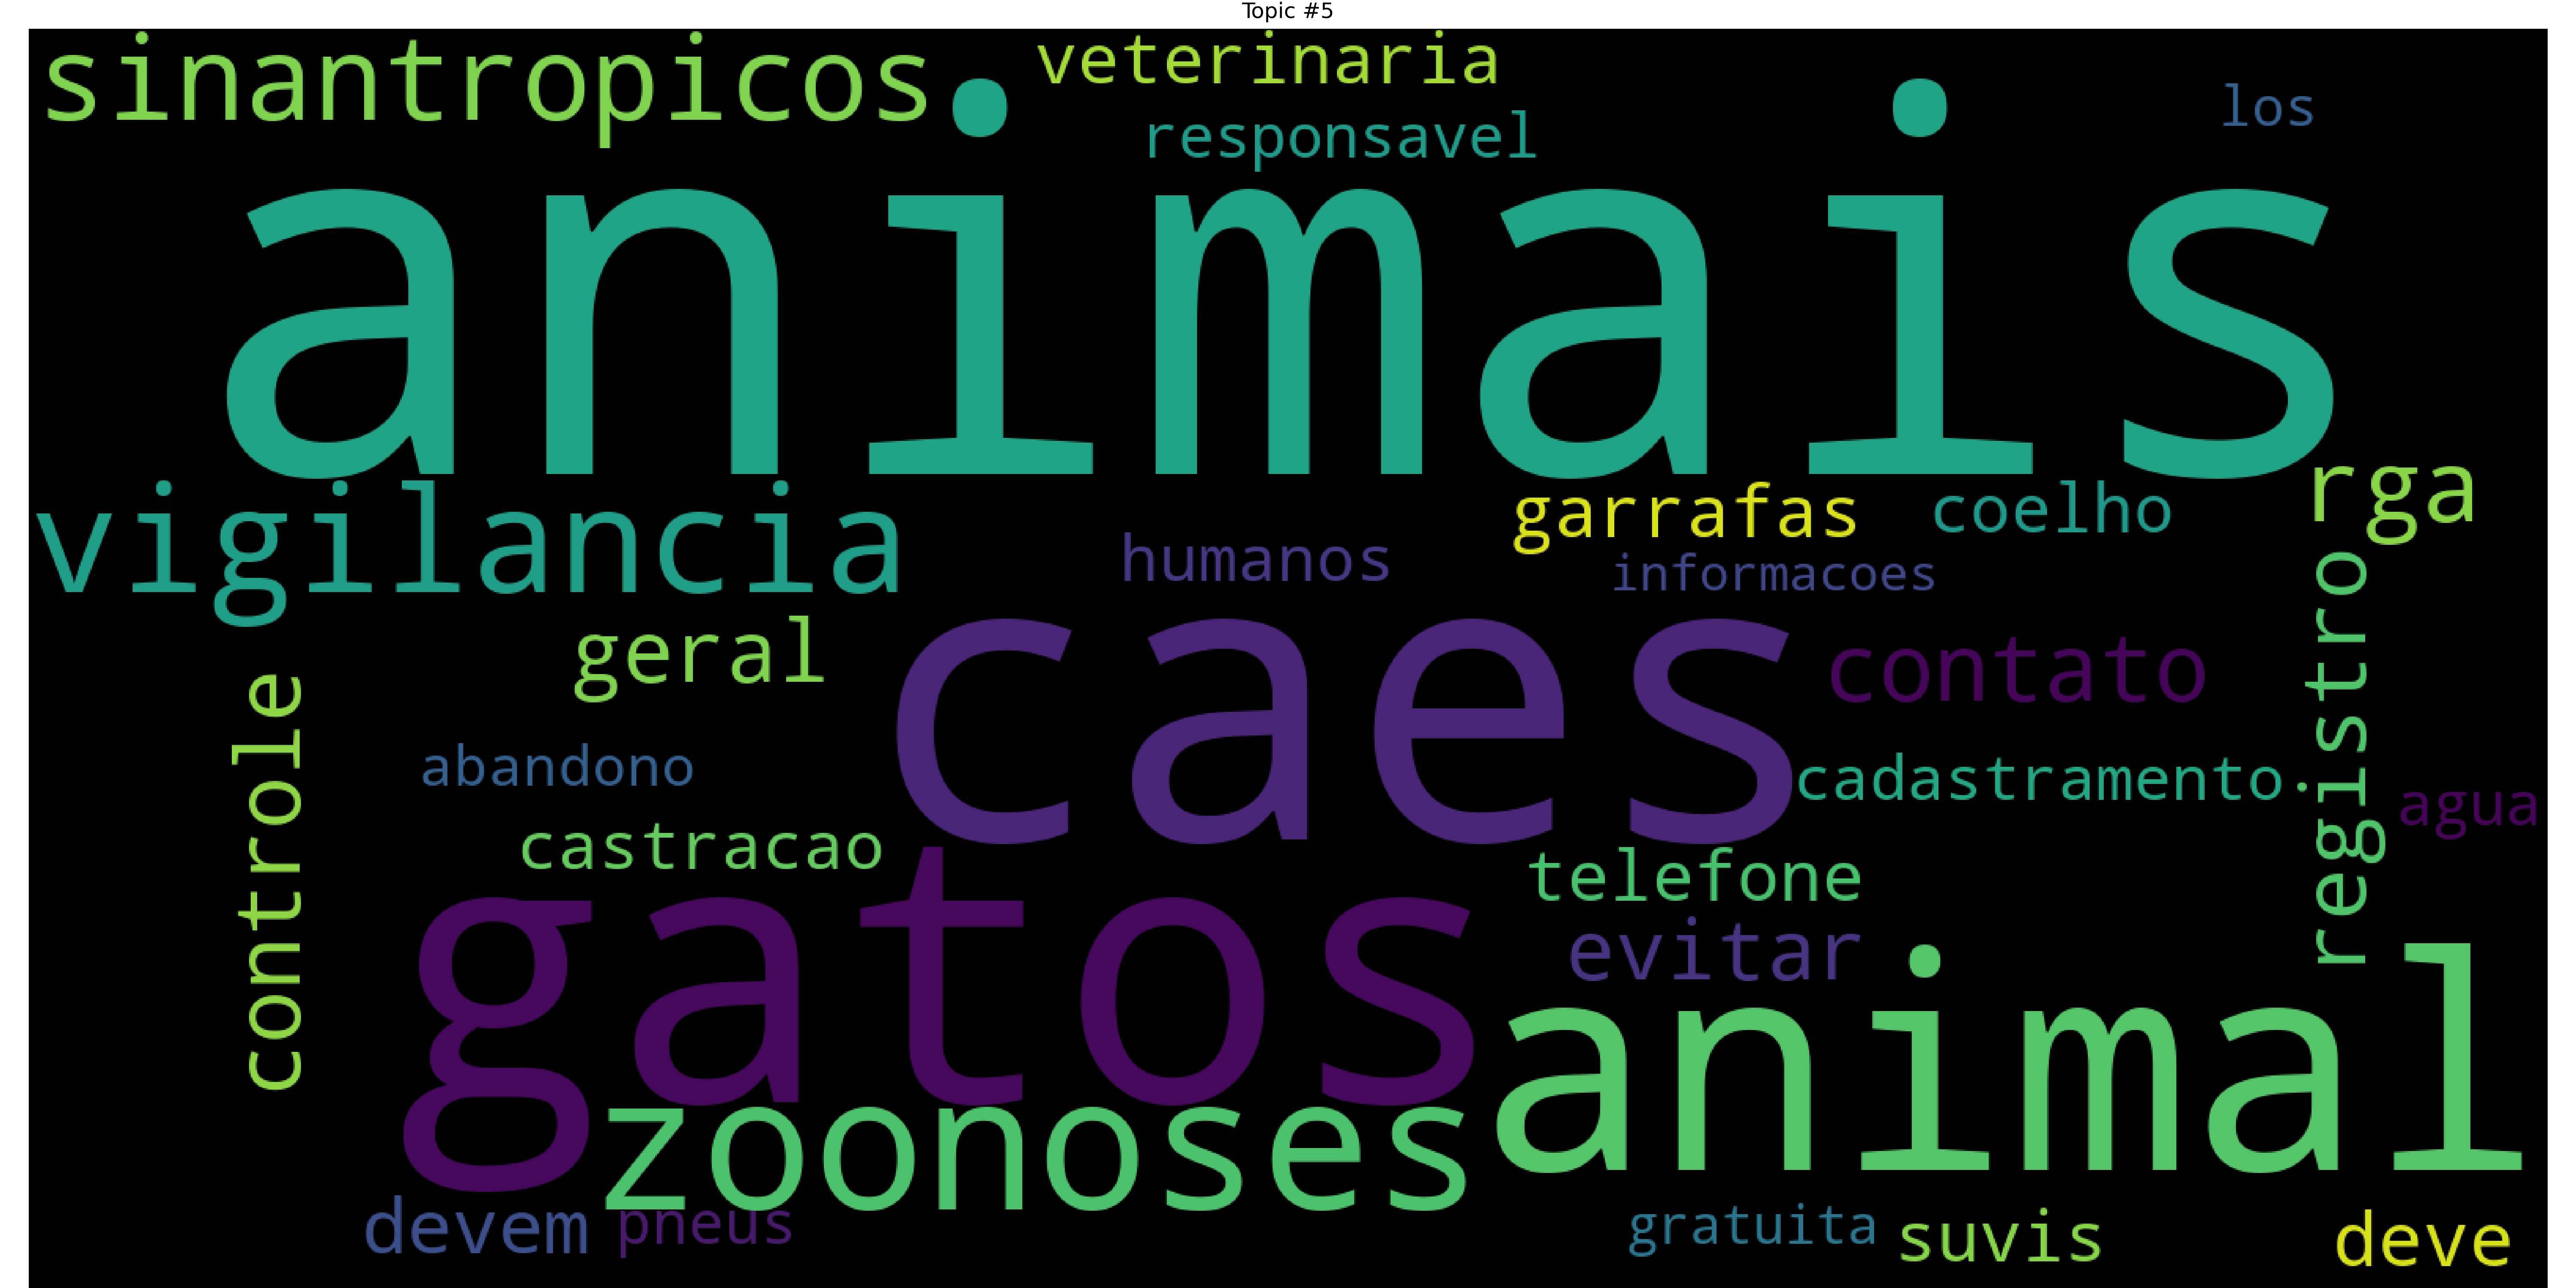 Topic #5
sinantropicos
veterinaria
responsavel
los
animais
vigilancia
garrafas
coelho
rga
humanos
informacoes
geral
caes
contato
registro
controle
abandono
cadastramento
agua
castracao
telefone
gatos
evitar
animal
zoonoses
devem
pneus
gratuita
suvis
deve